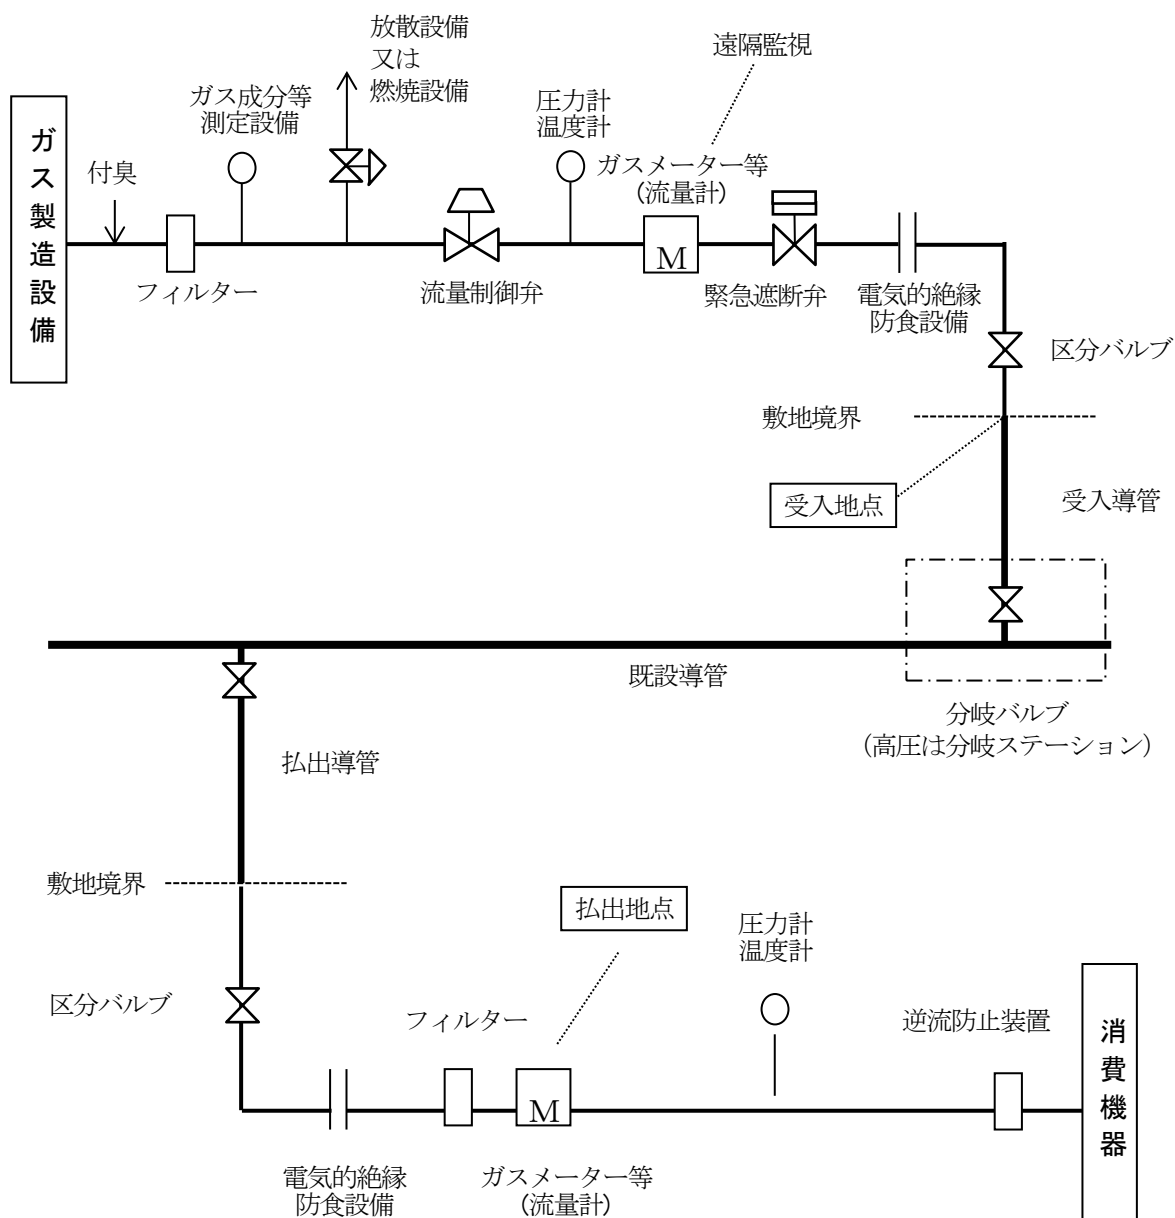 放散設備
又は
燃焼設備
遠隔監視
ガス成分等
測定設備
圧力計
温度計
ガス製造設備
付臭
ガスメーター等
（流量計）
M
フィルター
流量制御弁
緊急遮断弁
電気的絶縁
防食設備
区分バルブ
敷地境界
受入地点
受入導管
既設導管
分岐バルブ
（高圧は分岐ステーション）
払出導管
敷地境界
払出地点
圧力計
温度計
区分バルブ
フィルター
逆流防止装置
消費機器
M
電気的絶縁
防食設備
ガスメーター等
（流量計）